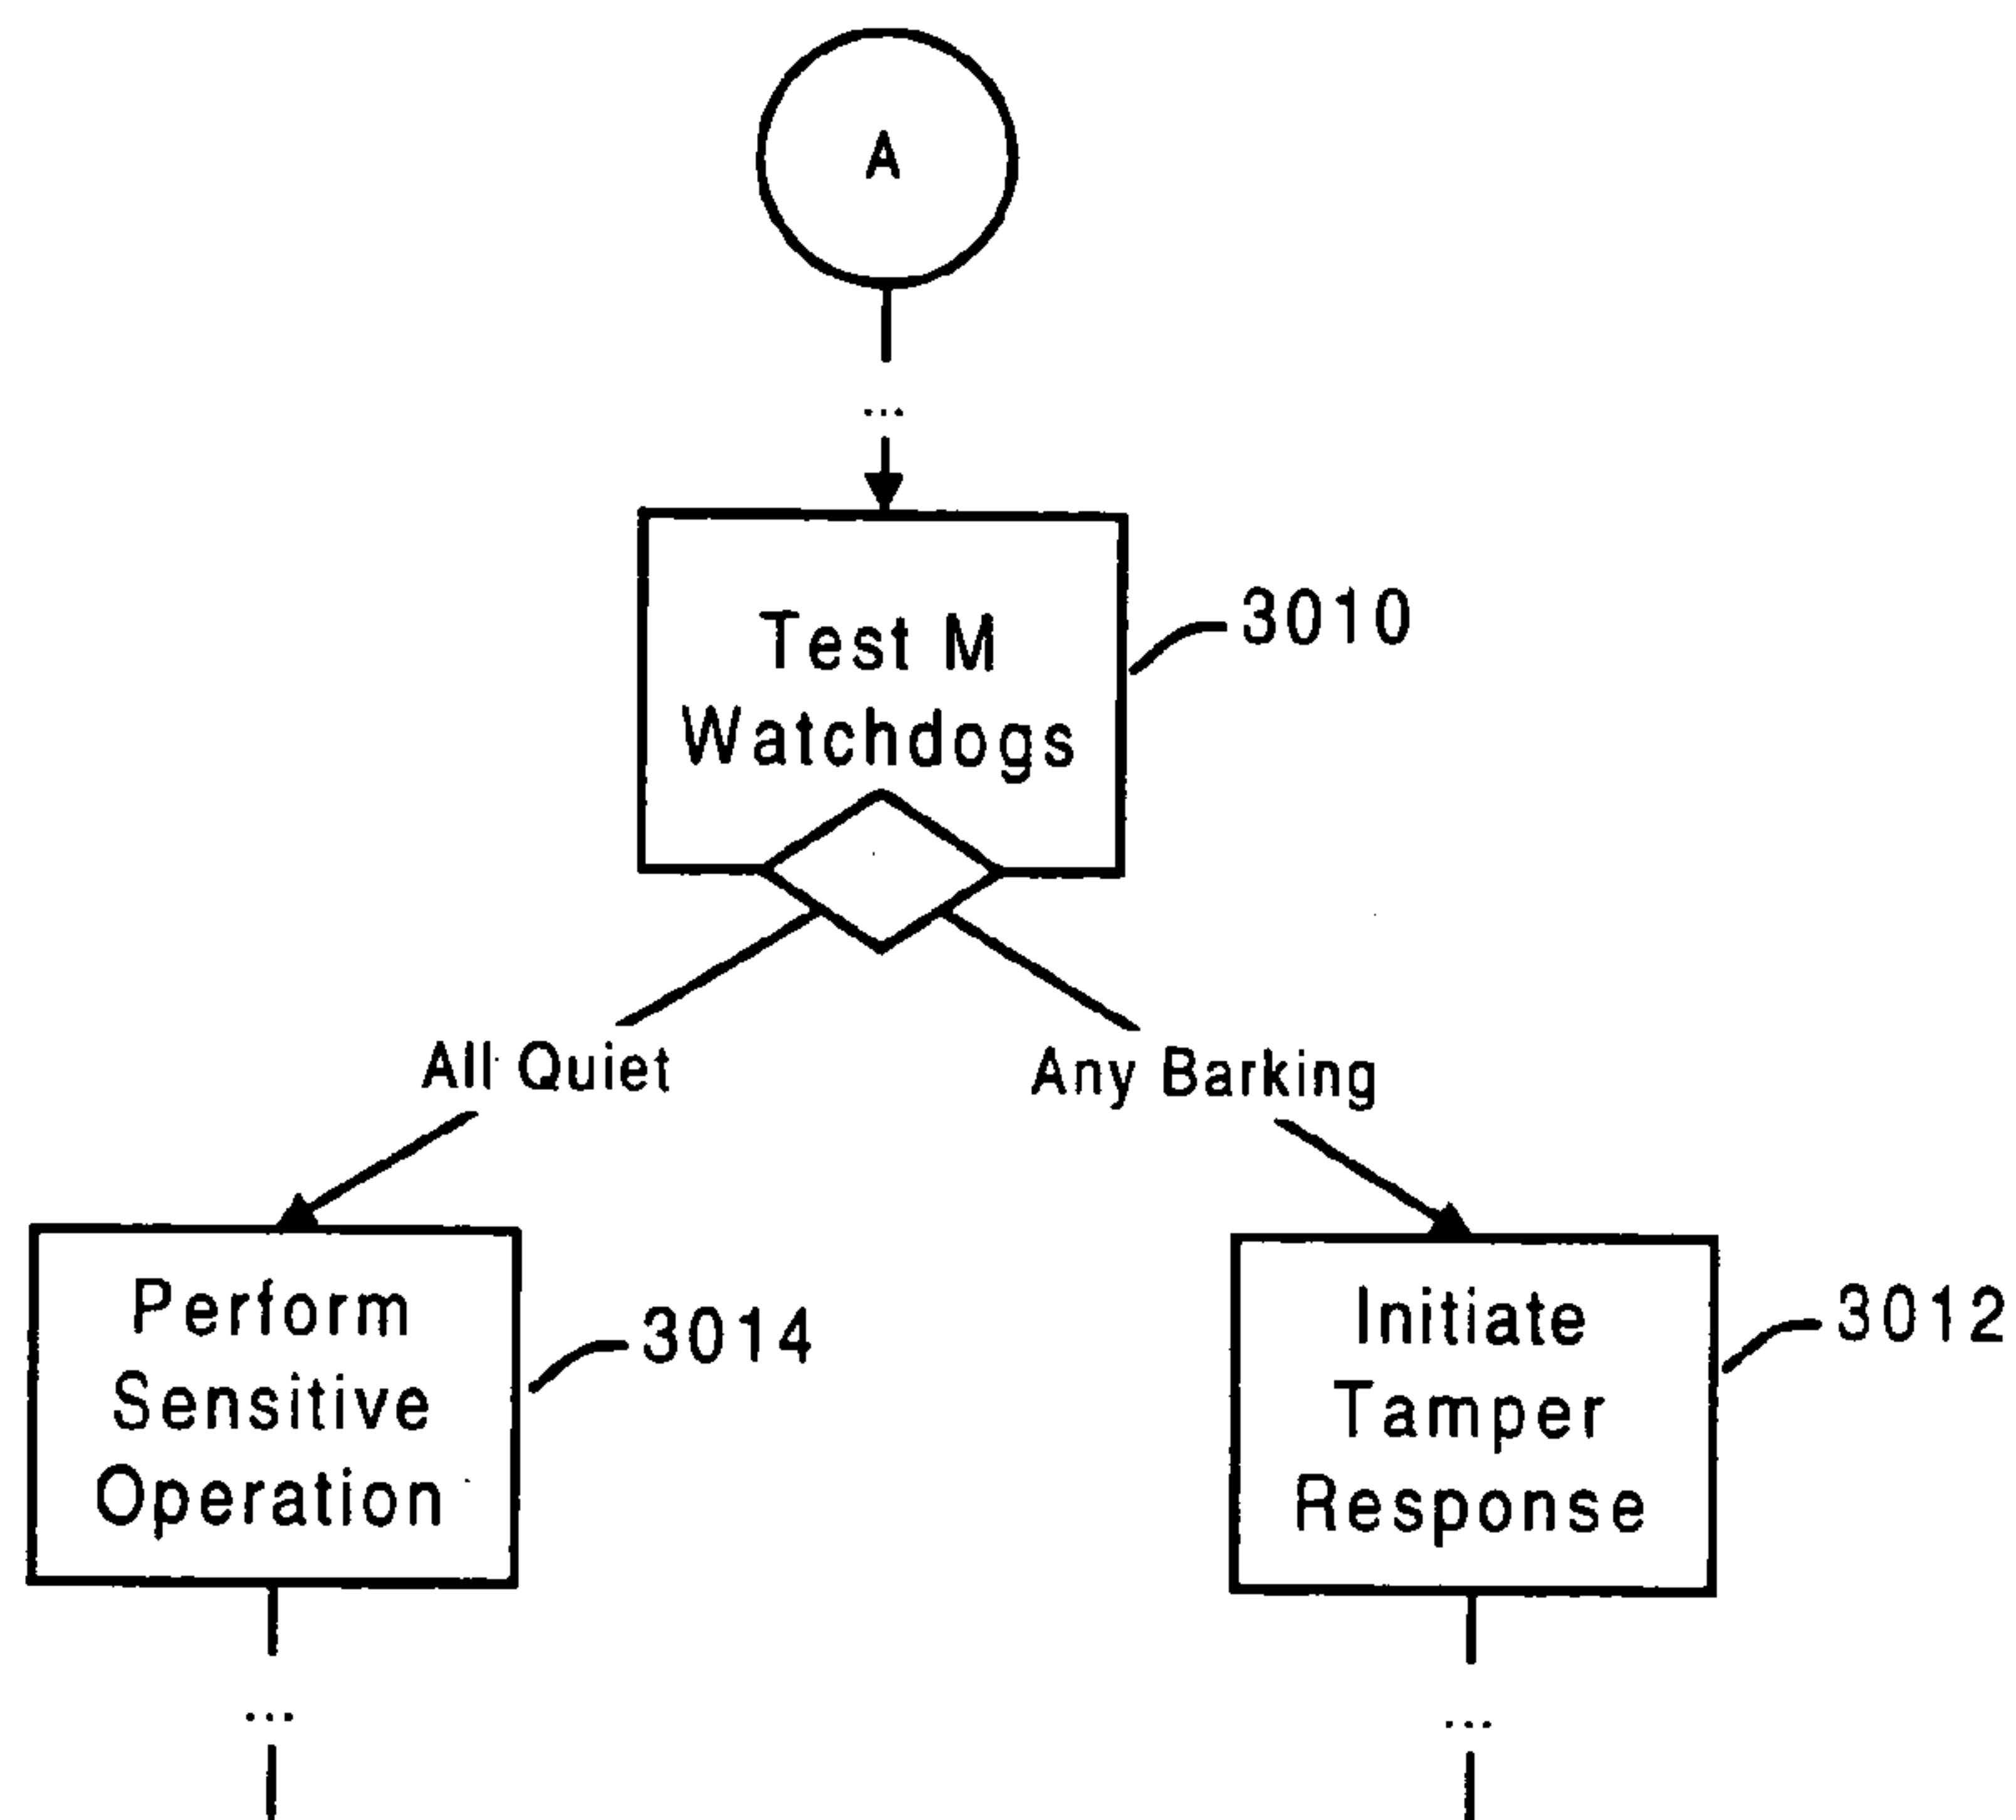 A
...
Test M
Watchdogs
3010
All Quiet
Any Barking
Perform
Sensitive
Operation
3014
Initiate
Tamper
Response
3012
...
...